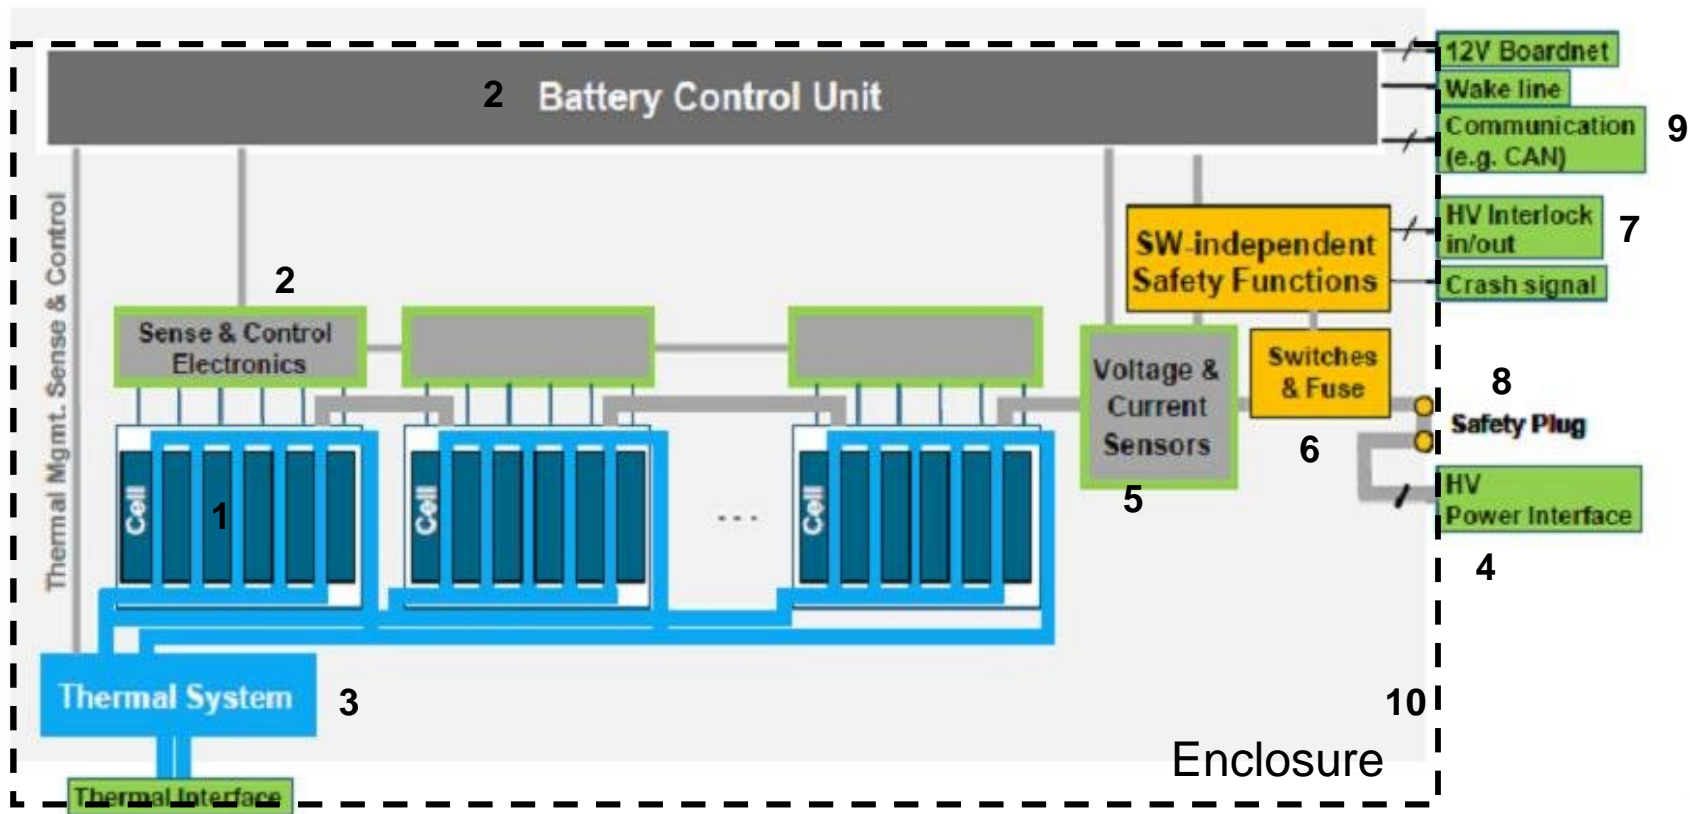 12V Boardnet
2 Battery Control Unit
Wake line
Communication
(e.g. CAN)
9
Thermal Mgmt. Sense & Control
HV Interlock
in/out
7
SW-independent
Safety Functions
Crash signal
2
Sense & Control
Electronics
Voltage &
Current
Sensors
5
Switches
& Fuse
6
8
Safety Plug
HV
Power Interface
4
Cell
1
Cell
...
Cell
Thermal System
3
10
Enclosure
Thermal Interface